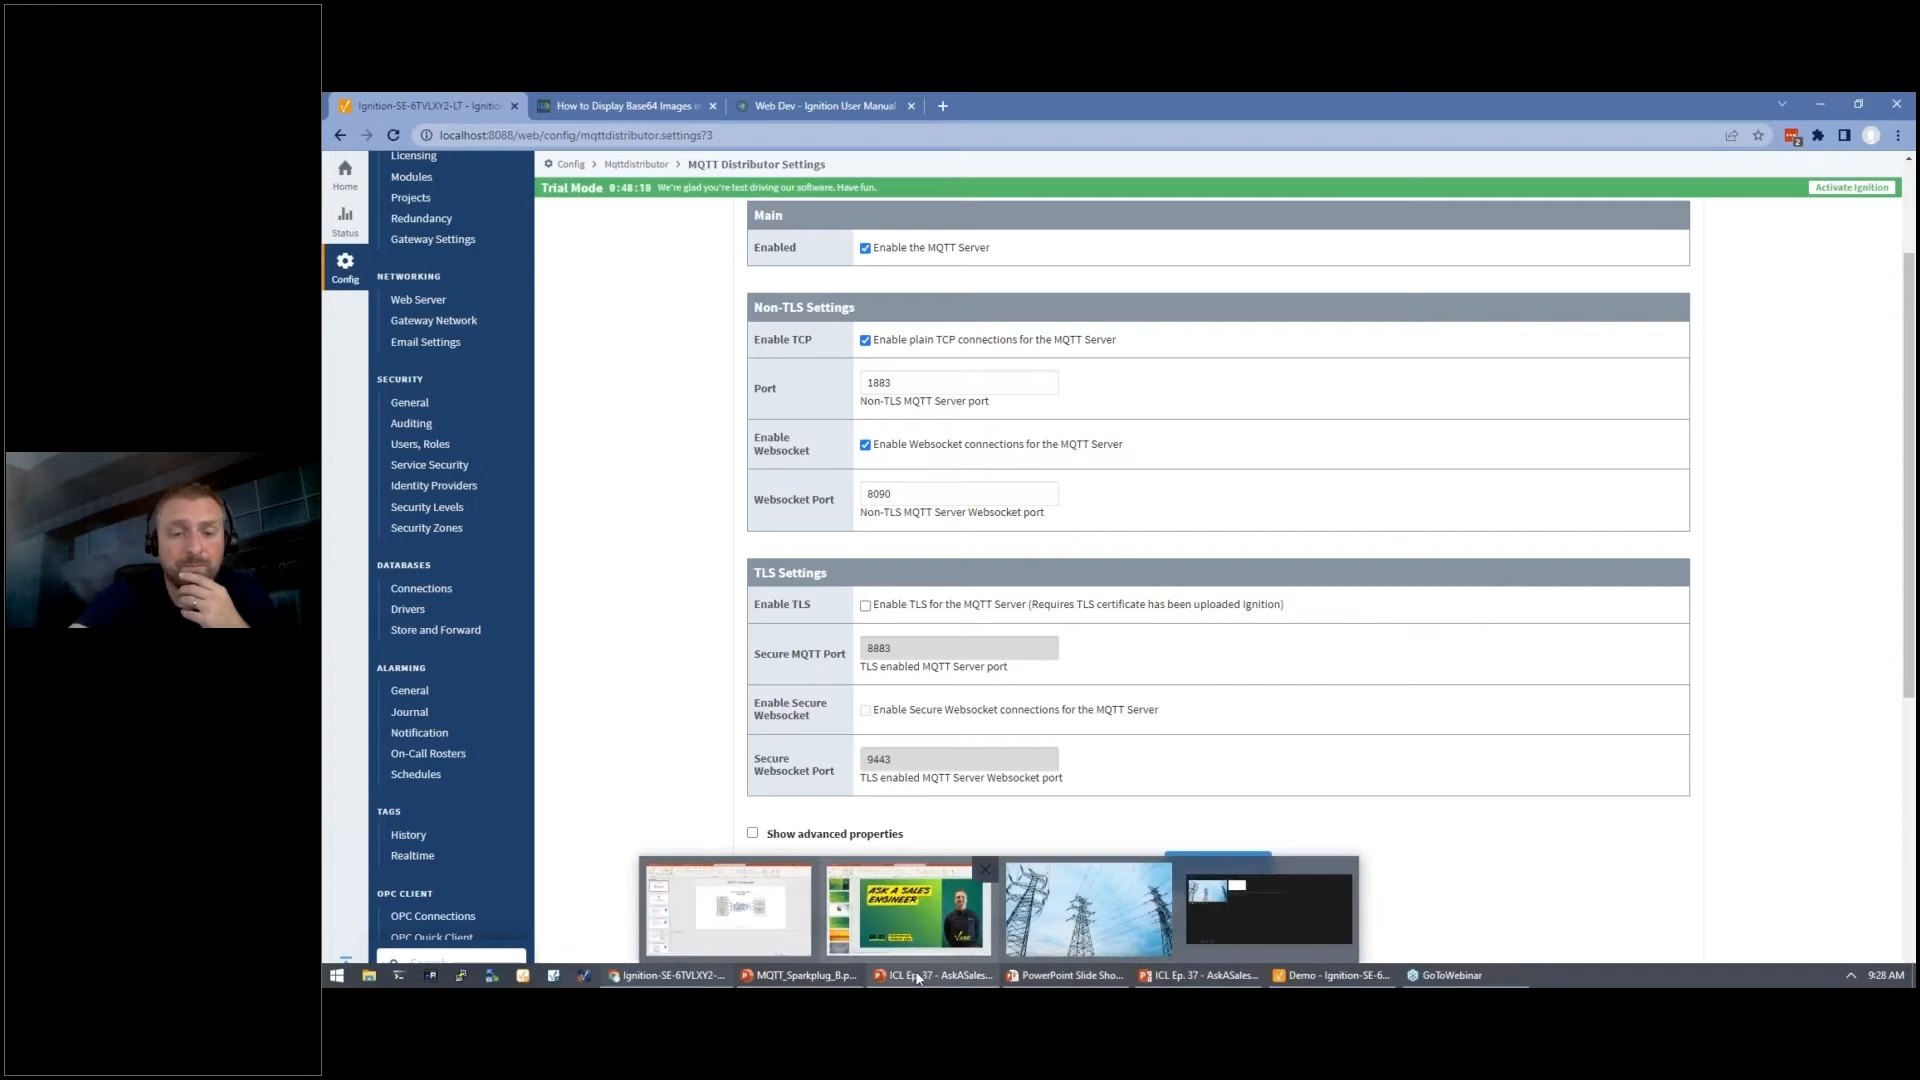 Ignition-SE-6TVLXY2-LT - Ignitio
How to Display Base64 Images i
Web Dev - Ignition User Manual
localhost:8088/web/config/mqttdistributor.settings?3
2
Home
Status
Config
Licensing
Modules
Projects
Redundancy
Gateway Settings
NETWORKING
Web Server
Gateway Network
Email Settings
SECURITY
General
Auditing
Users, Roles
Service Security
Identity Providers
Security Levels
Security Zones
DATABASES
Connections
Drivers
Store and Forward
ALARMING
General
Journal
Notification
On-Call Rosters
Schedules
TAGS
History
Realtime
OPC CLIENT
OPC Connections
OPC Quick Client
Search...
Config > Mqttdistributor > MQTT Distributor Settings
Trial Mode 0:48:18 We're glad you're test driving our software. Have fun.
Activate Ignition
Main
Enabled
Enable the MQTT Server
Non-TLS Settings
Enable TCP
Enable plain TCP connections for the MQTT Server
Port
1883
Non-TLS MQTT Server port
Enable
Websocket
Enable Websocket connections for the MQTT Server
Websocket Port
8090
Non-TLS MQTT Server Websocket port
TLS Settings
Enable TLS
Enable TLS for the MQTT Server (Requires TLS certificate has been uploaded Ignition)
Secure MQTT Port
8883
TLS enabled MQTT Server port
Enable Secure
Websocket
Enable Secure Websocket connections for the MQTT Server
Secure
Websocket Port
9443
TLS enabled MQTT Server Websocket port
Show advanced properties
ASK A SALES
ENGINEER
Ignition-SE-6TVLXY2-...
MQTT_Sparkplug_B.p...
ICL Ep. 37 - AskASales...
PowerPoint Slide Sho...
ICL Ep. 37 - AskASales...
Demo - Ignition-SE-6...
GoToWebinar
9:28 AM